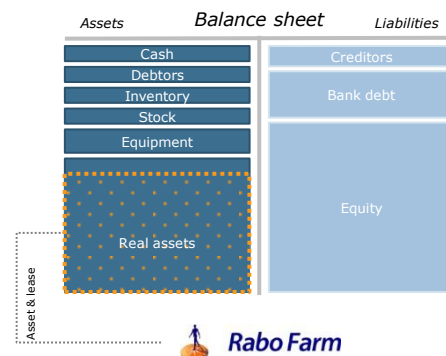 Assets Balance sheet Liabilities
Cash Creditors
Debtors
Bank debt
Inventory
Stock
Equipment
Equity
Real assets
Asset & lease
Rabo Farm